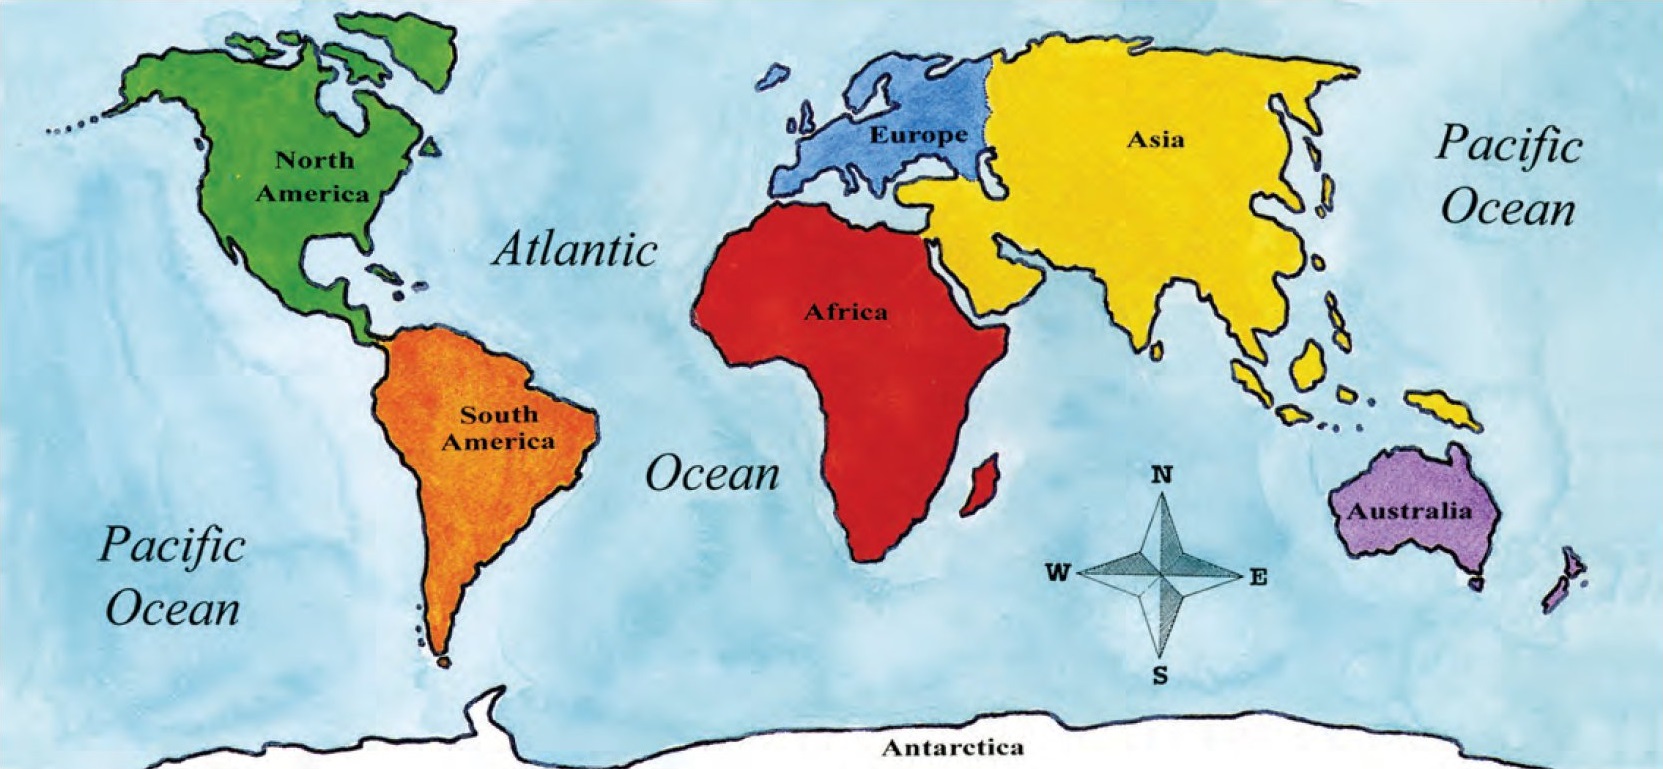 North
America
Atlantic
Europe
Asia
Pacific
Ocean
Africa
South
America
Ocean
Australia
Pacific
Ocean
N
W
E
S
Antarctica